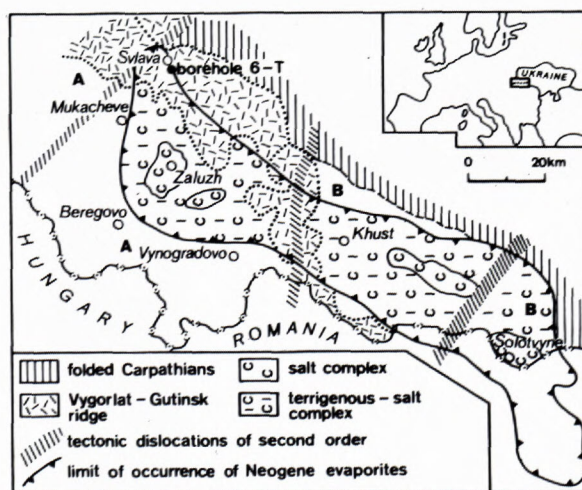 Svlava
borehole 6-T
UKRAINE
A
Mukacheve
0 20km
Zaluzh
B
Beregovo
Khust
A
Vynogradovo
B
HUNGARY
ROMANIA
Solotvyne
folded Carpathians
salt complex
Vygorlat-Gutinsk
ridge
terrigenous-salt
complex
tectonic dislocations of second order
limit of occurrence of Neogene evaporites